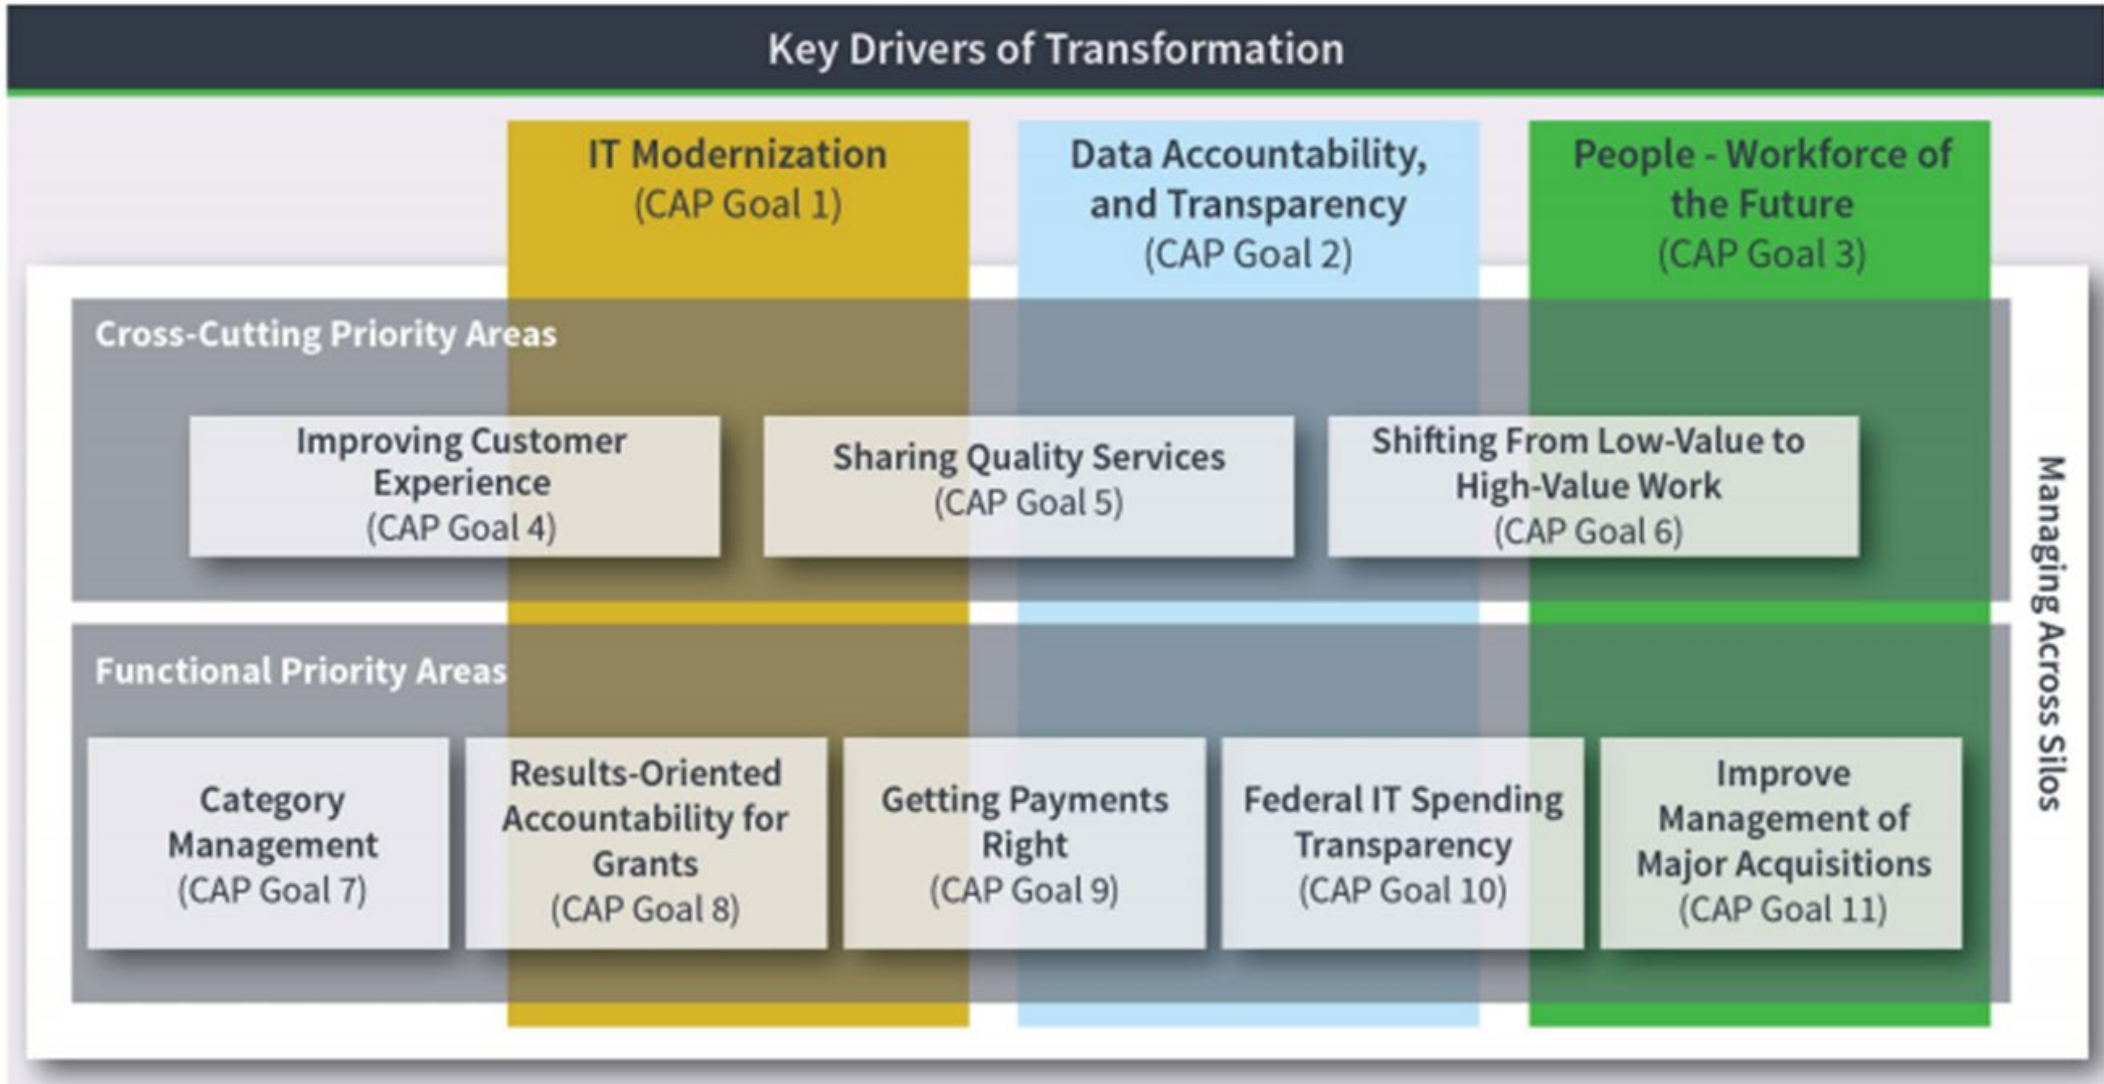 Key Drivers of Transformation
IT Modernization
(CAP Goal 1)
Data Accountability,
and Transparency
(CAP Goal 2)
People - Workforce of
the Future
(CAP Goal 3)
Cross-Cutting Priority Areas
Improving Customer
Experience
(CAP Goal 4)
Sharing Quality Services
(CAP Goal 5)
Shifting From Low-Value to
High-Value Work
(CAP Goal 6)
Functional Priority Areas
Category
Management
(CAP Goal 7)
Results-Oriented
Accountability for
Grants
(CAP Goal 8)
Getting Payments
Right
(CAP Goal 9)
Federal IT Spending
Transparency
(CAP Goal 10)
Improve
Management of
Major Acquisitions
(CAP Goal 11)
Managing Across Silos